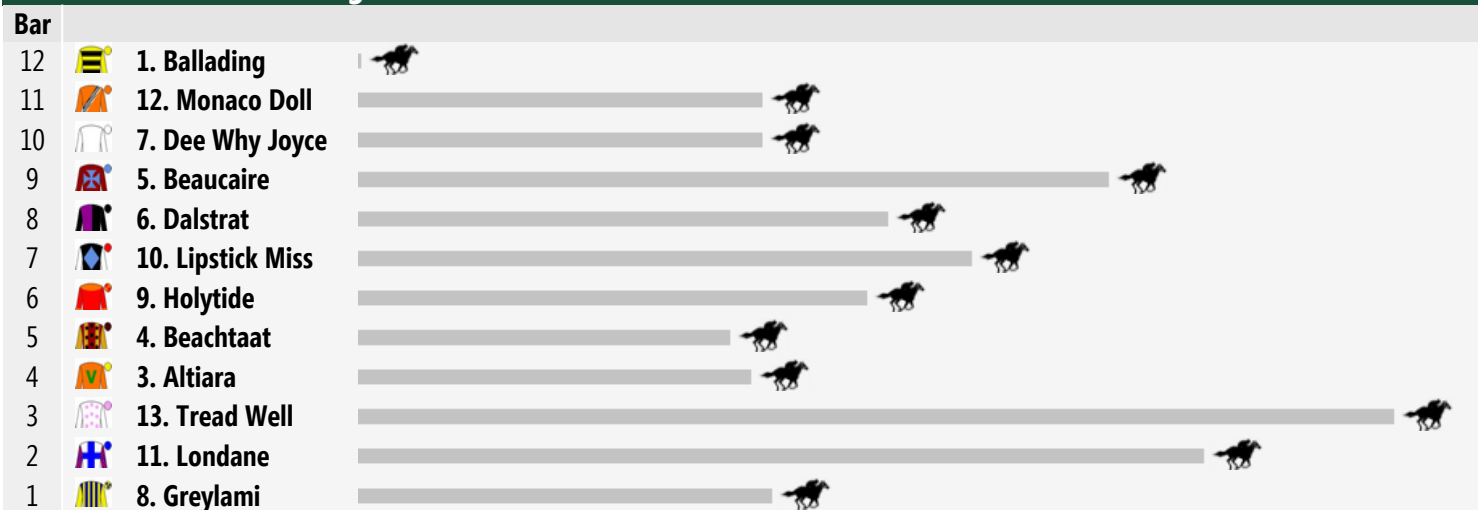 Bar
12 1. Ballading
11 12. Monaco Doll
10 7. Dee Why Joyce
9 5. Beaucaire
8 6. Dalstrat
7 10. Lipstick Miss
6 9. Holytide
5 4. Beachtaat
4 V 3. Altiara
3 13. Tread Well
2 11. Londane
1 8. Greylami